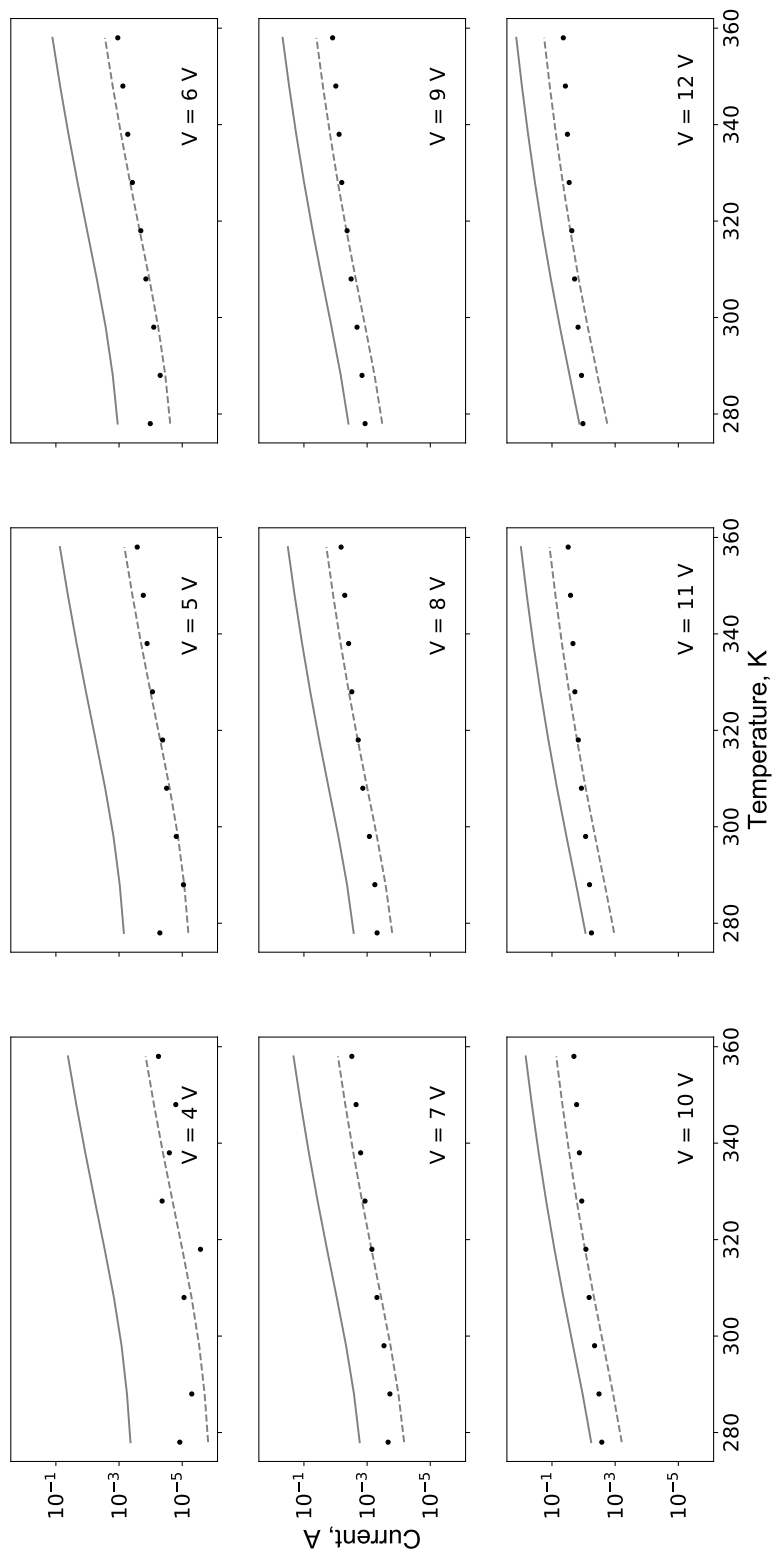 V = 4 V
V = 5 V
V = 6 V
10⁻¹
10⁻³
10⁻⁵
V = 7 V
V = 8 V
V = 9 V
10⁻¹
10⁻³
10⁻⁵
Current, A
V = 10 V
V = 11 V
V = 12 V
10⁻¹
10⁻³
10⁻⁵
280 300 320 340 360
280 300 320 340 360
280 300 320 340 360
Temperature, K